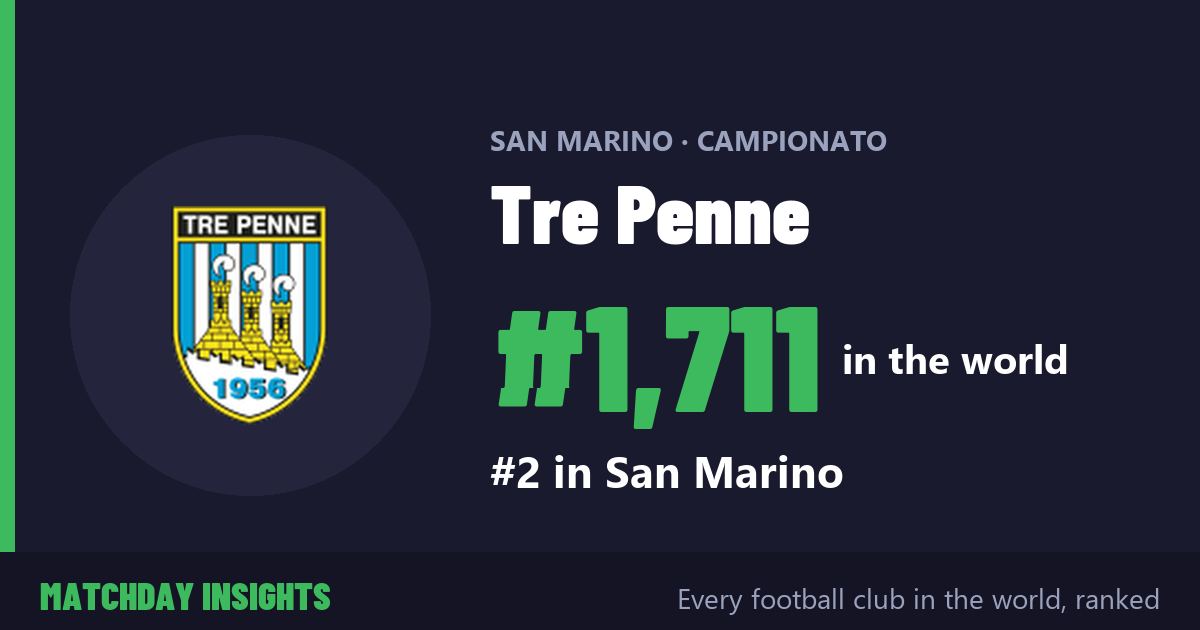 SAN MARINO · CAMPIONATO
Tre Penne
TRE PENNE
1956
#1,711 in the world
#2 in San Marino
MATCHDAY INSIGHTS
Every football club in the world, ranked